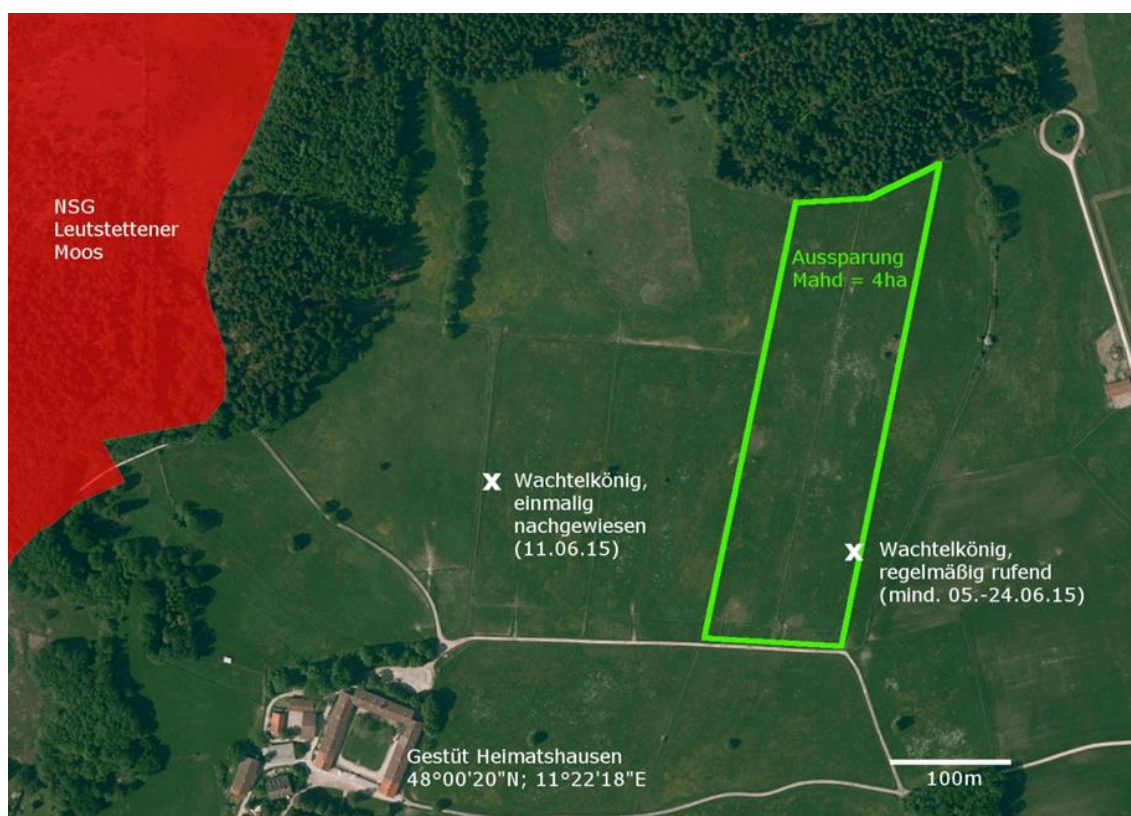 NSG
Leutstettener
Moos
Aussparung
Mahd = 4ha
Wachtelkönig,
einmalig
nachgewiesen
(11.06.15)
Wachtelkönig,
regelmäßig rufend
(mind. 05.-24.06.15)
Gestüt Heimatshausen
48°00'20"N; 11°22'18"E
100m